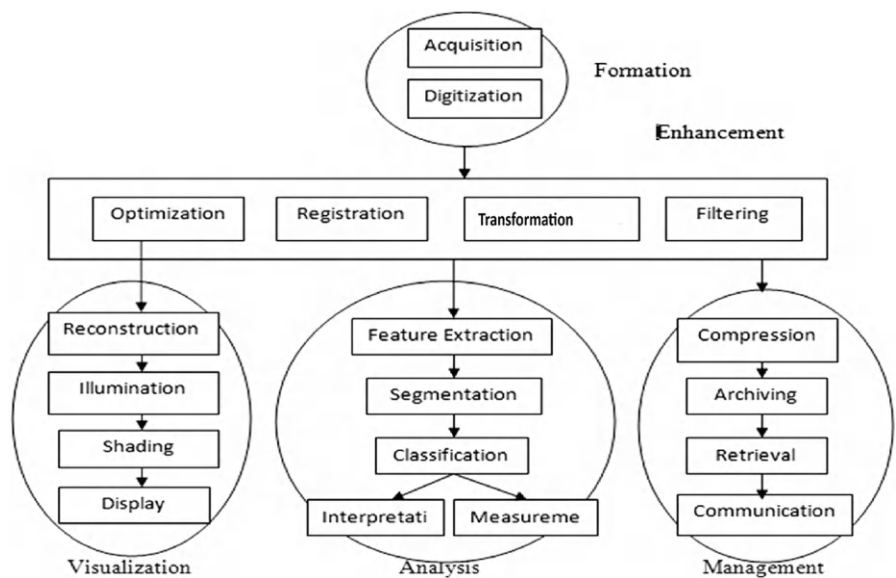 Acquisition
Formation
Digitization
Enhancement
Optimization
Registration
Transformation
Filtering
Reconstruction
Illumination
Shading
Display
Visualization
Feature Extraction
Segmentation
Classification
Interpretati
Measureme
Analysis
Compression
Archiving
Retrieval
Communication
Management